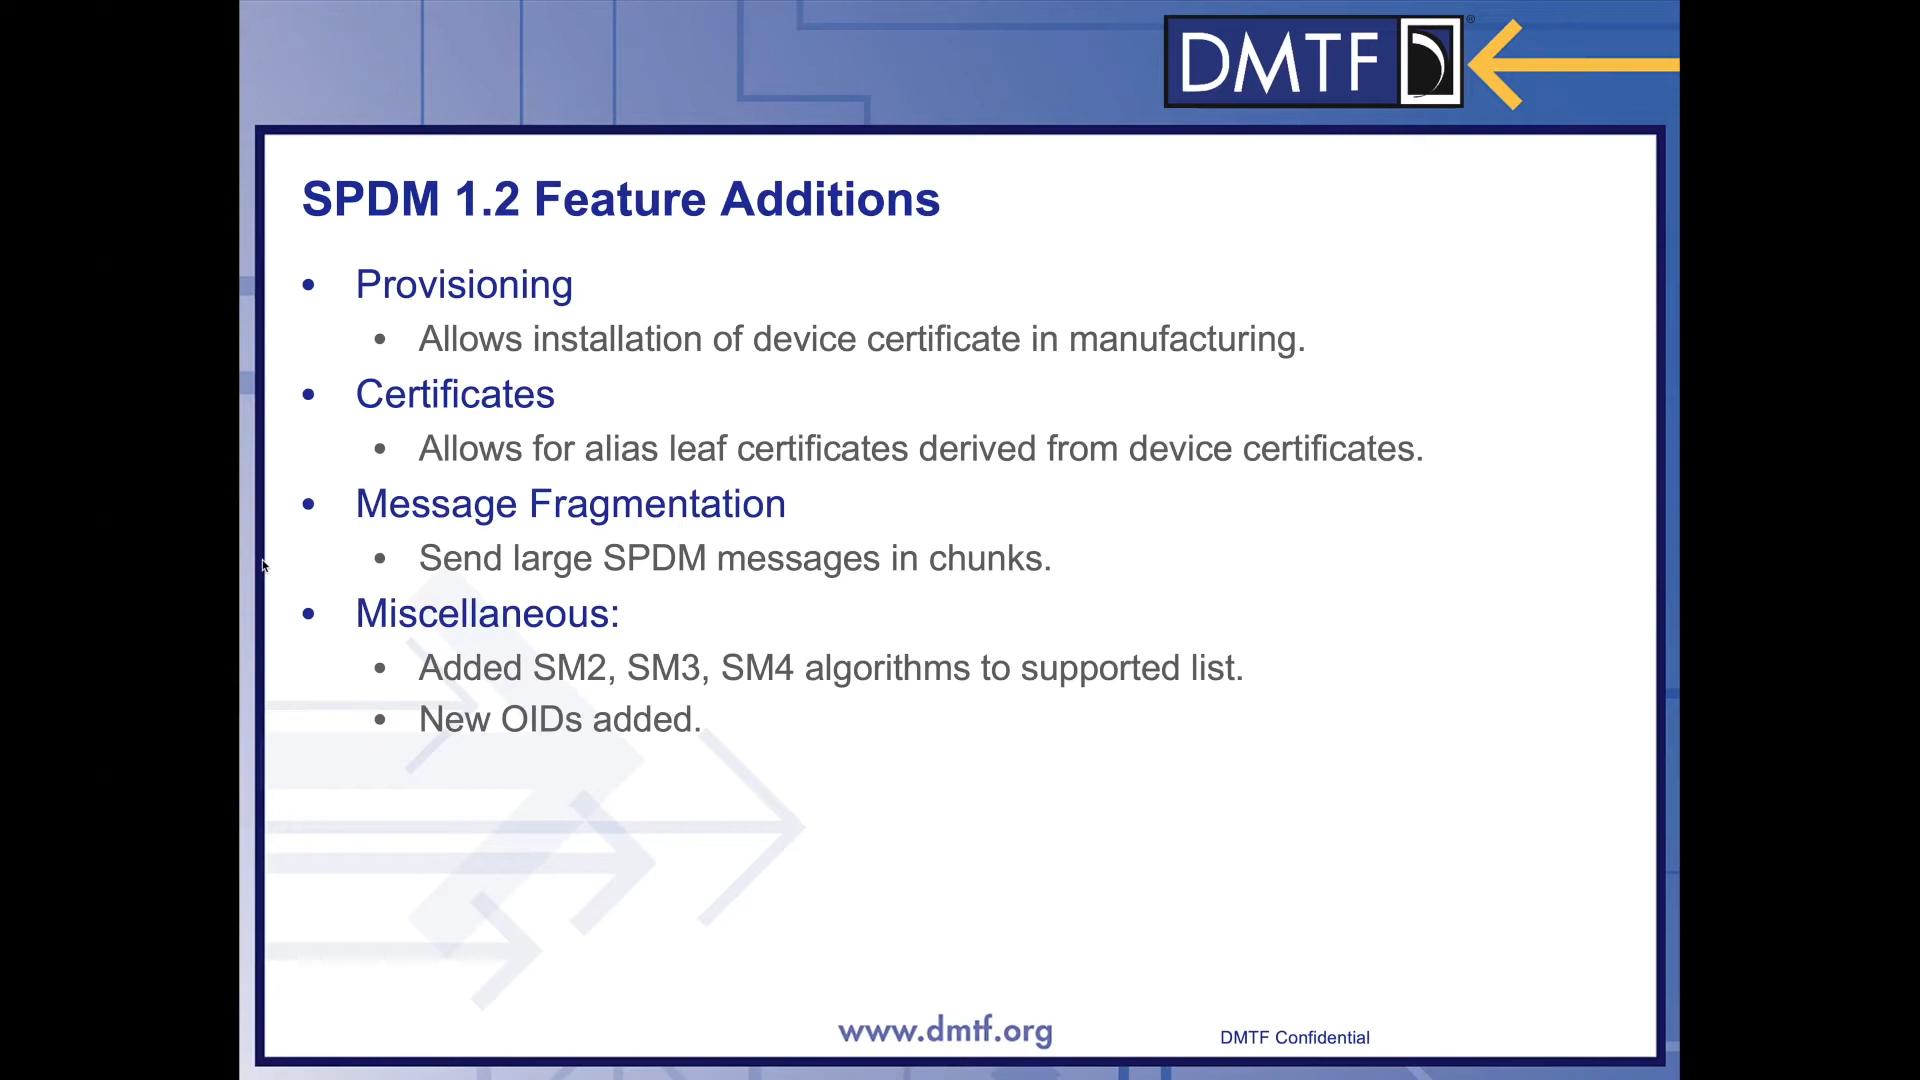 DMTF
SPDM 1.2 Feature Additions
• Provisioning
• Allows installation of device certificate in manufacturing.
• Certificates
• Allows for alias leaf certificates derived from device certificates.
• Message Fragmentation
• Send large SPDM messages in chunks.
• Miscellaneous:
• Added SM2, SM3, SM4 algorithms to supported list.
• New OIDs added.
www.dmtf.org
DMTF Confidential